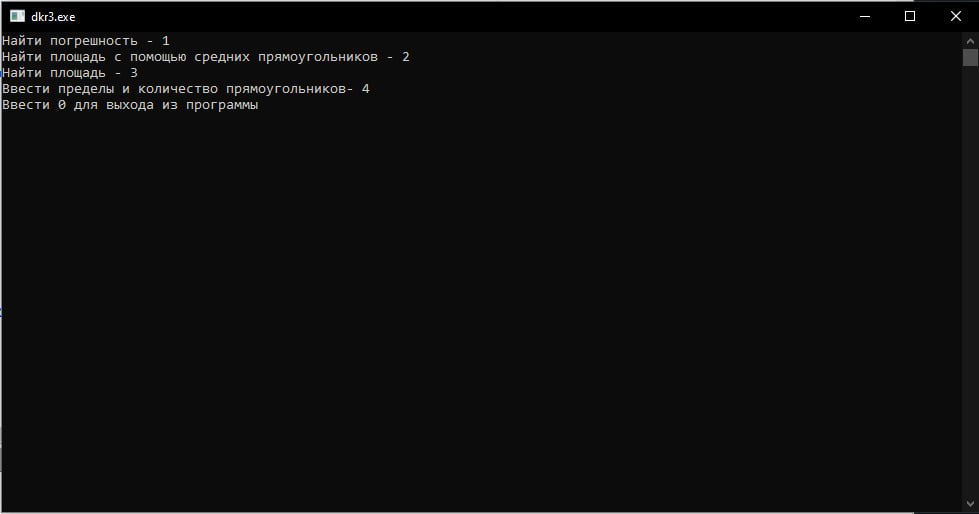 dkr3.exe
Найти погрешность - 1
Найти площадь с помощью средних прямоугольников - 2
Найти площадь - 3
Ввести пределы и количество прямоугольников- 4
Ввести 0 для выхода из программы